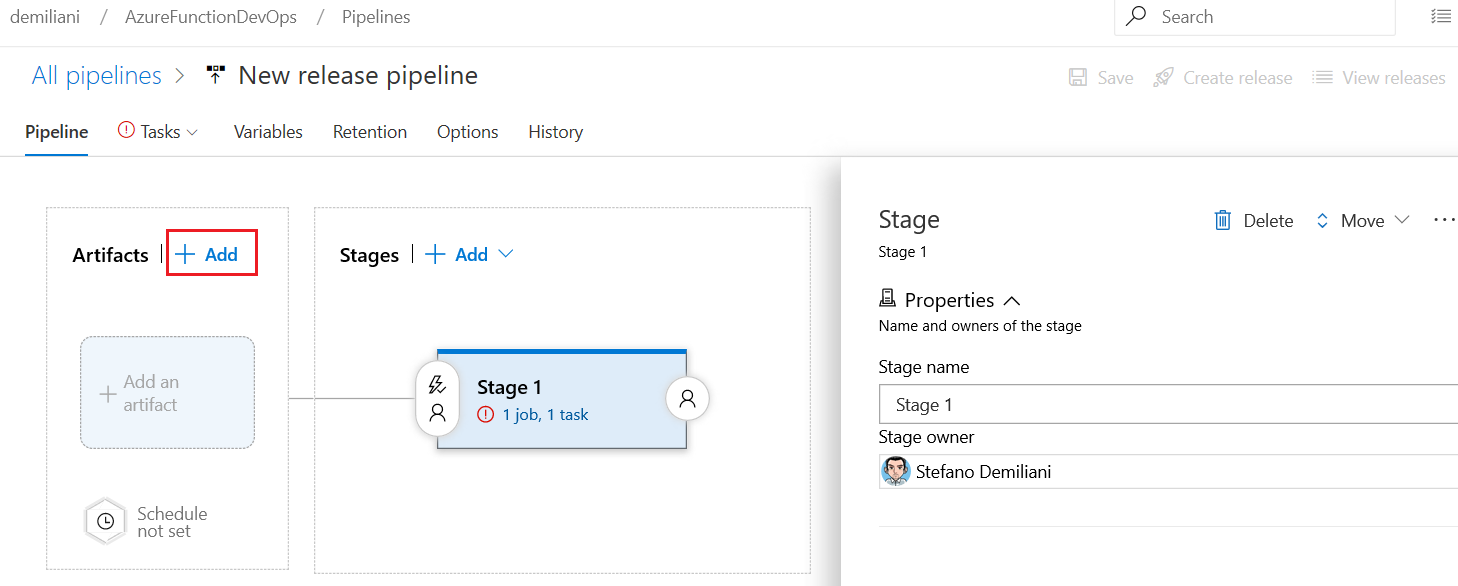 demiliani / AzureFunctionDevOps / Pipelines
Search
All pipelines > New release pipeline
Save Create release View releases
Pipeline Tasks Variables Retention Options History
Artifacts | + Add
Stages | + Add
Add an
artifact
Schedule
not set
Stage 1
1 job, 1 task
Stage
Delete Move ...
Stage 1
Properties
Name and owners of the stage
Stage name
Stage 1
Stage owner
Stefano Demiliani